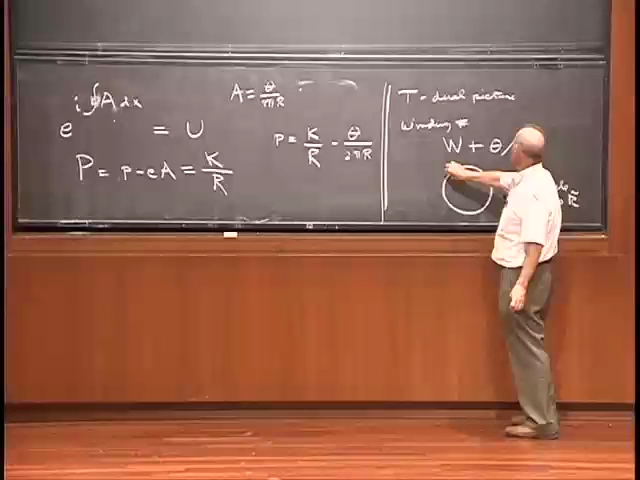 e^{i∮A dx} = U
P = p - eA = K/R
A = θ/2πR
P = K/R - θ/2πR
T - dual picture
Winding #
W + θ/
R̃